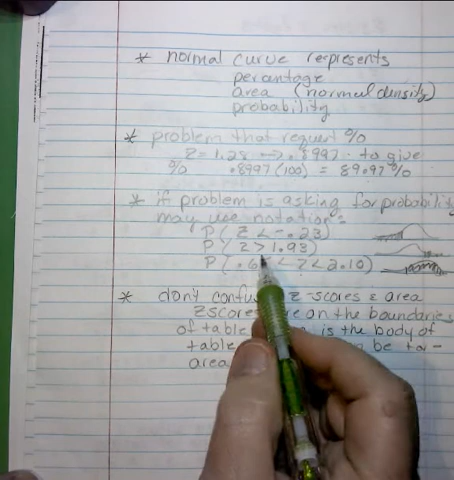 * normal curve represents
percentage
area (normal density)
probability
* problem that request %
Z = 1.28 → .8997 to give
% .8997 (100) = 89.97%
* if problem is asking for probability
may use notation:
P( Z < -.23)
P( Z > 1.93)
P( < Z < 2.10)
* don't Z-scores & area
Z scores on the boundaries
of table is the body of
table be
area